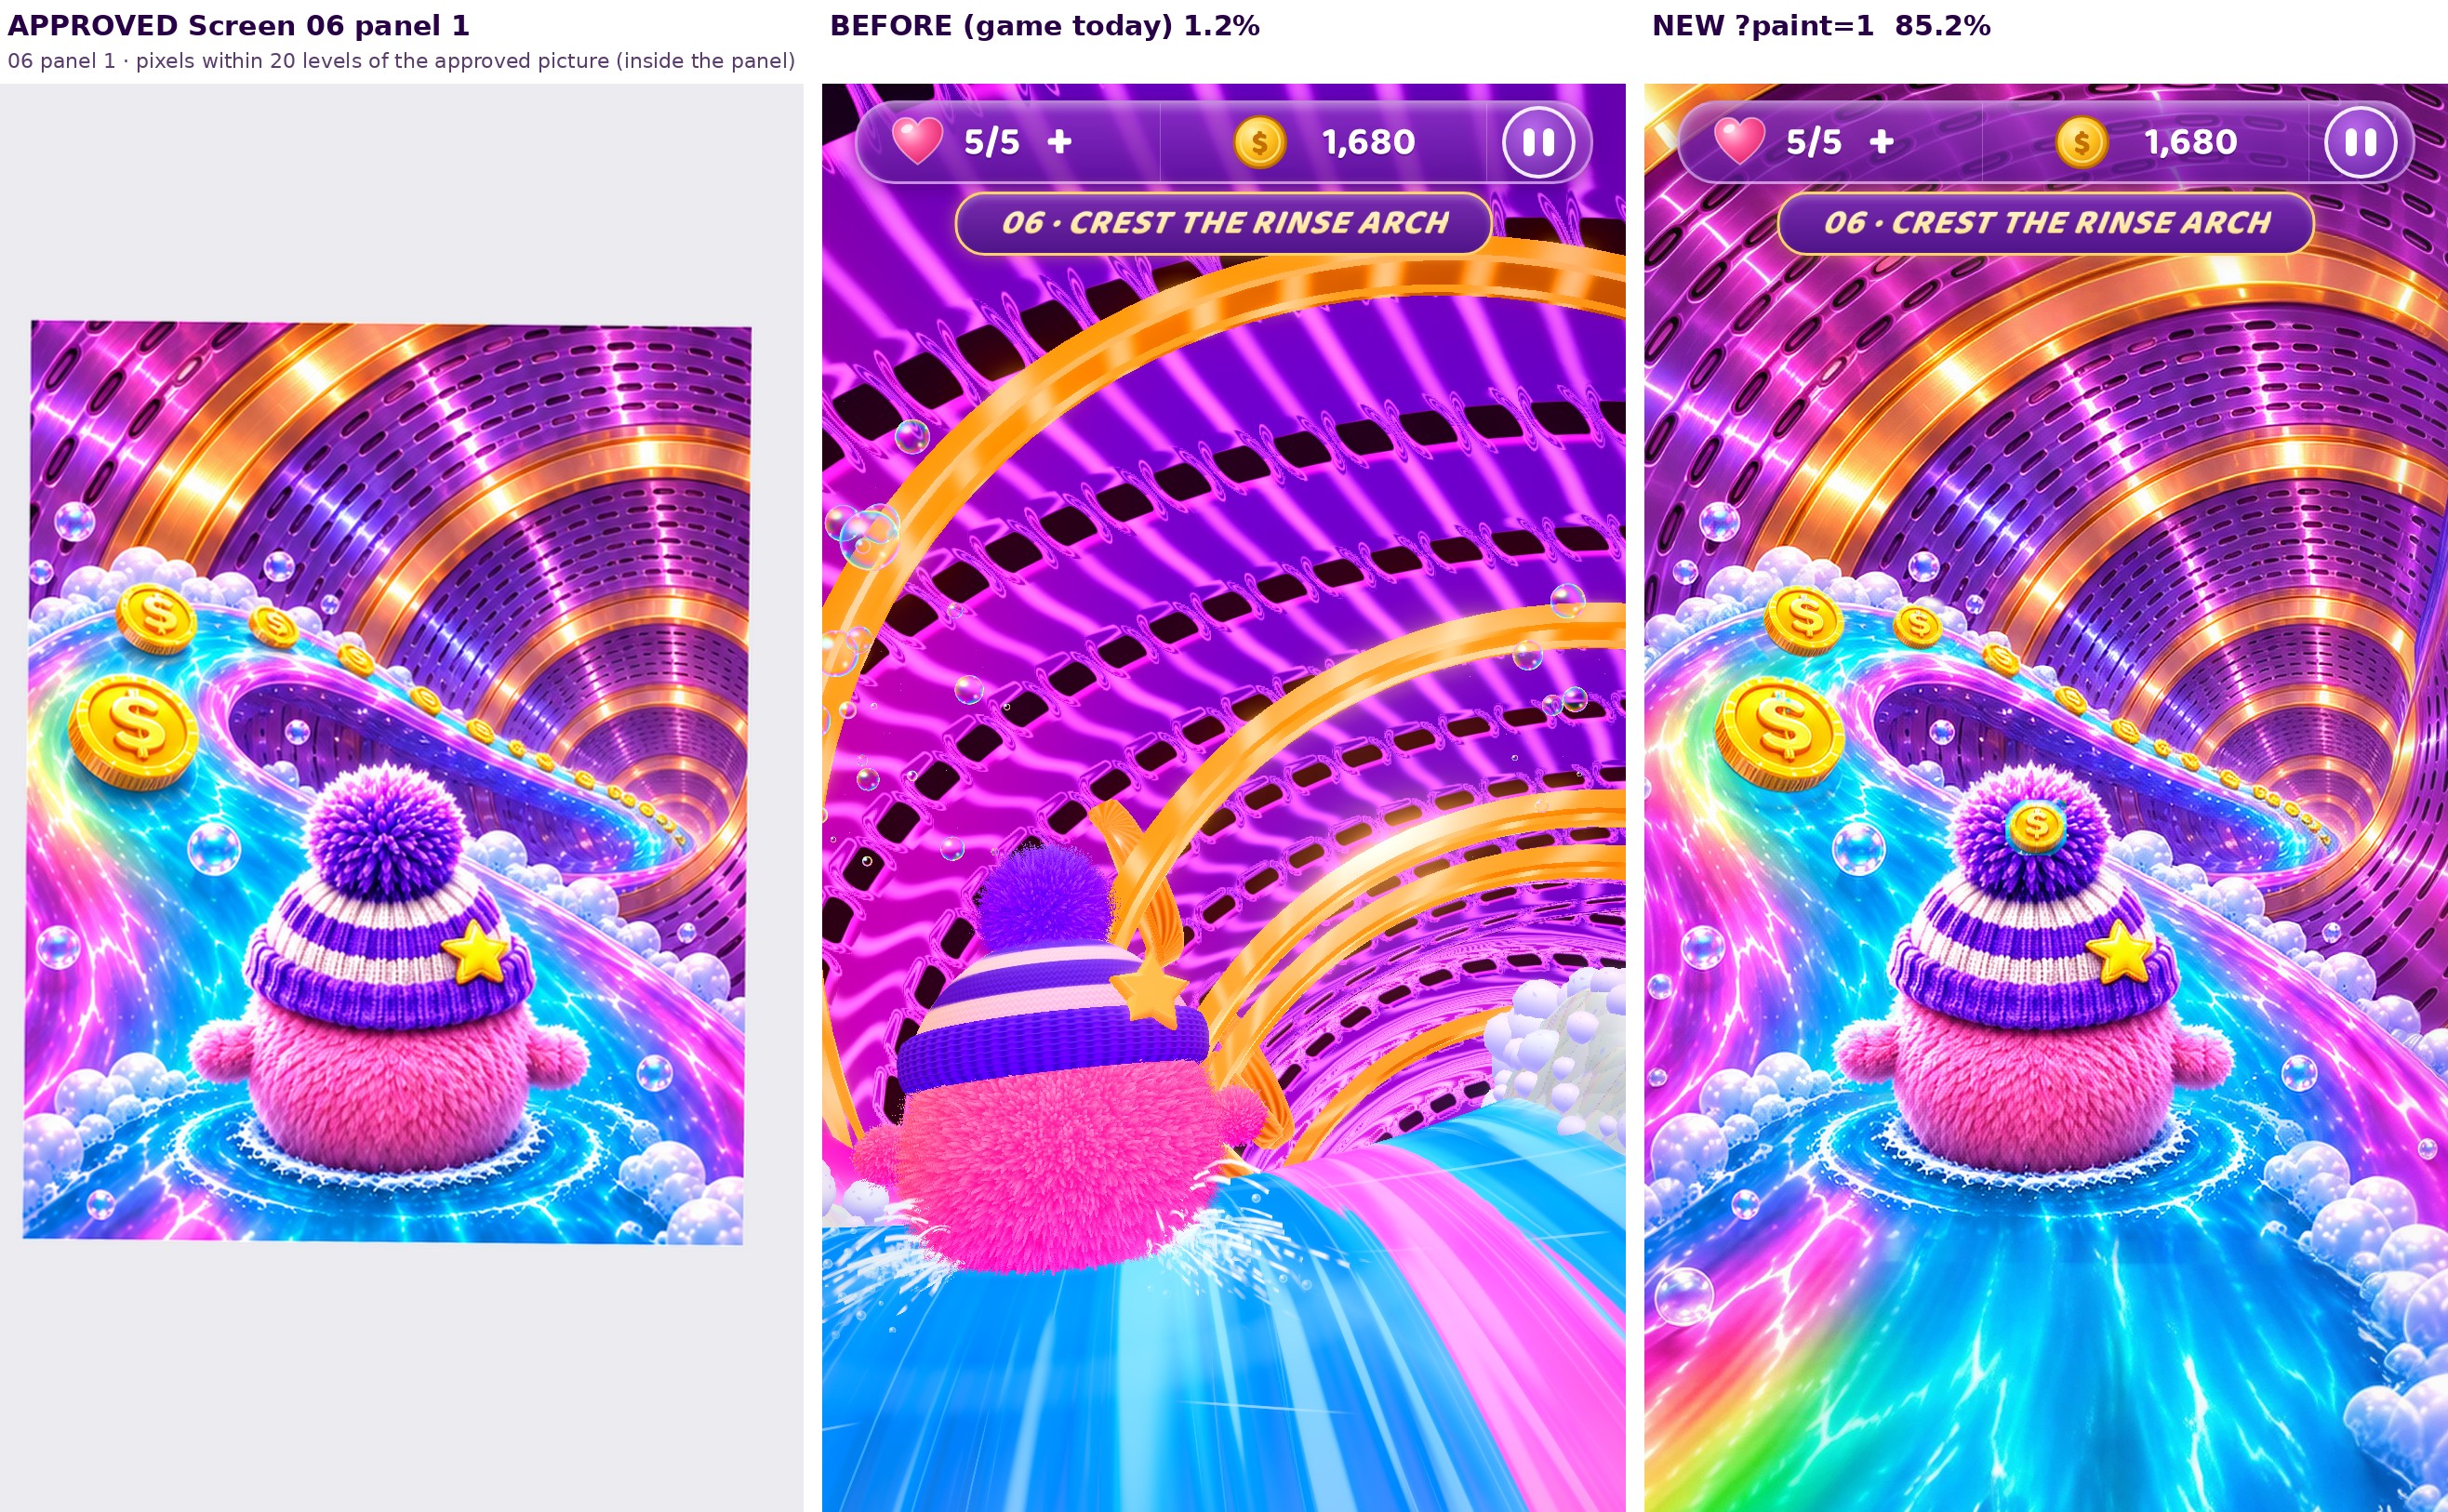 APPROVED Screen 06 panel 1
06 panel 1 · pixels within 20 levels of the approved picture (inside the panel)
BEFORE (game today) 1.2%
5/5 +
$ 1,680
06 · CREST THE RINSE ARCH
NEW ?paint=1 85.2%
5/5 +
$ 1,680
06 · CREST THE RINSE ARCH